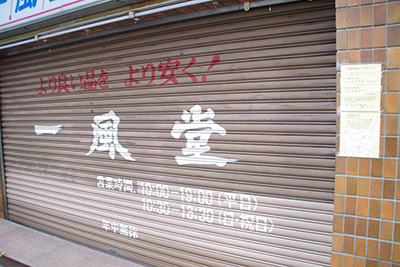 より良い品を より安く!
一風堂
営業時間, 10:00-19:00(平日)
10:30-18:30(日・祝日)
年中無休